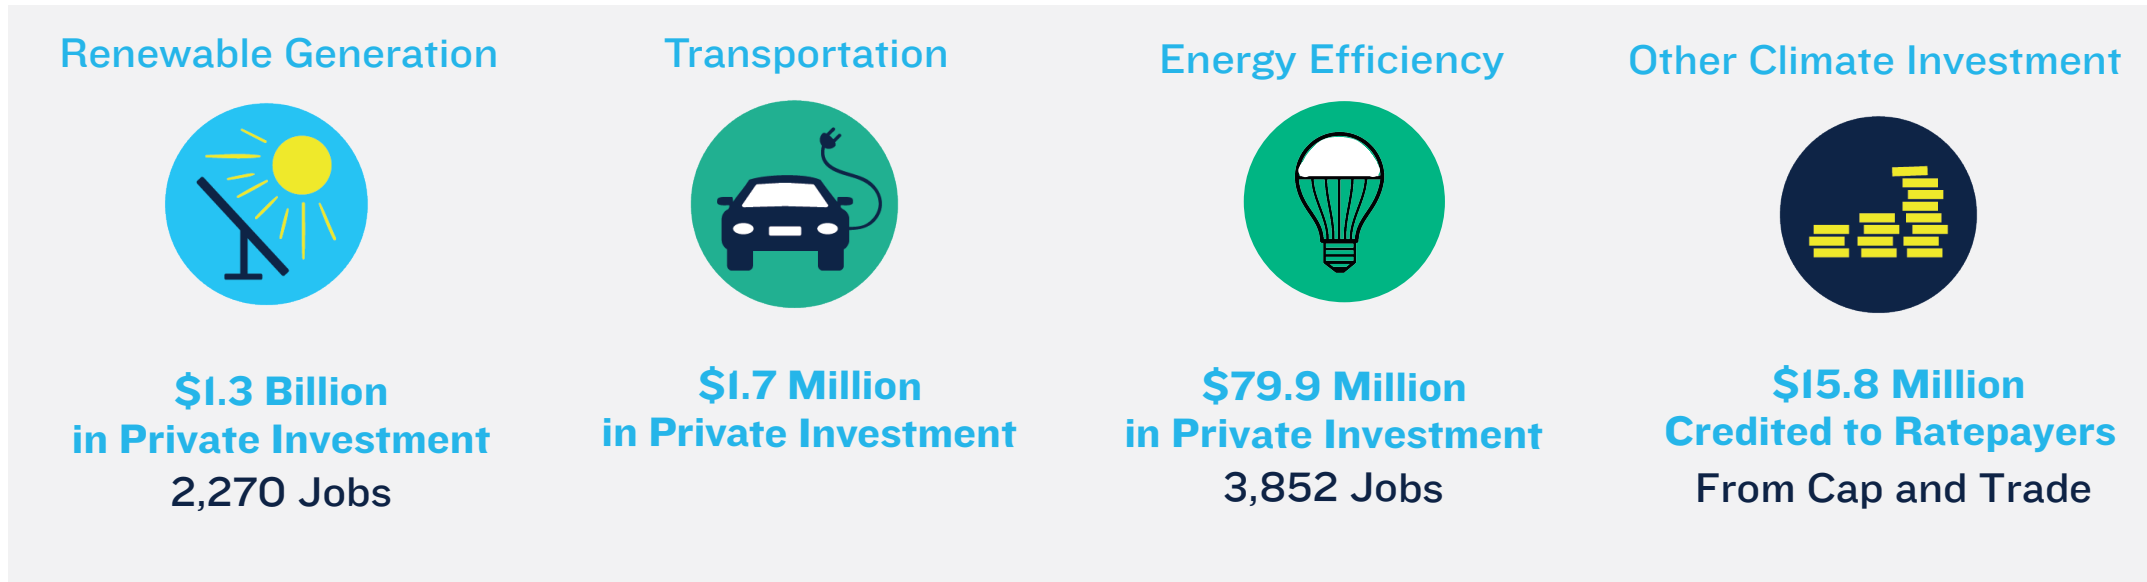 Renewable Generation
$1.3 Billion
in Private Investment
2,270 Jobs
Transportation
$1.7 Million
in Private Investment
Energy Efficiency
$79.9 Million
in Private Investment
3,852 Jobs
Other Climate Investment
$15.8 Million
Credited to Ratepayers
From Cap and Trade